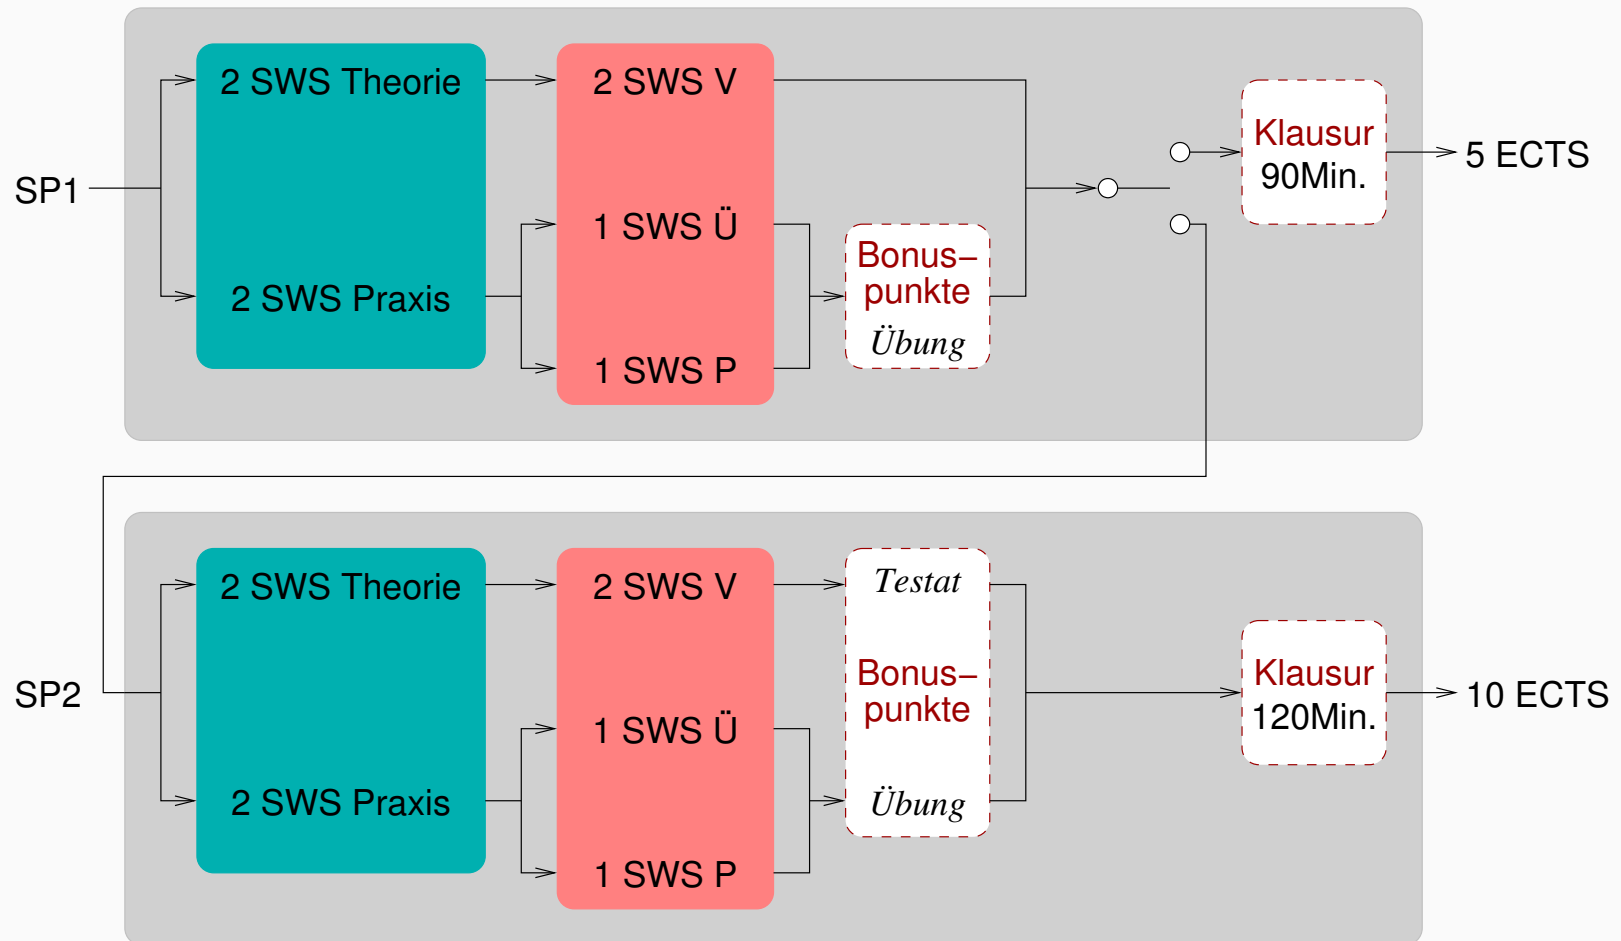 SP1
2 SWS Theorie
2 SWS Praxis
2 SWS V
1 SWS Ü
1 SWS P
Bonus–
punkte
Übung
Klausur
90Min.
5 ECTS
SP2
2 SWS Theorie
2 SWS Praxis
2 SWS V
1 SWS Ü
1 SWS P
Testat
Bonus–
punkte
Übung
Klausur
120Min.
10 ECTS